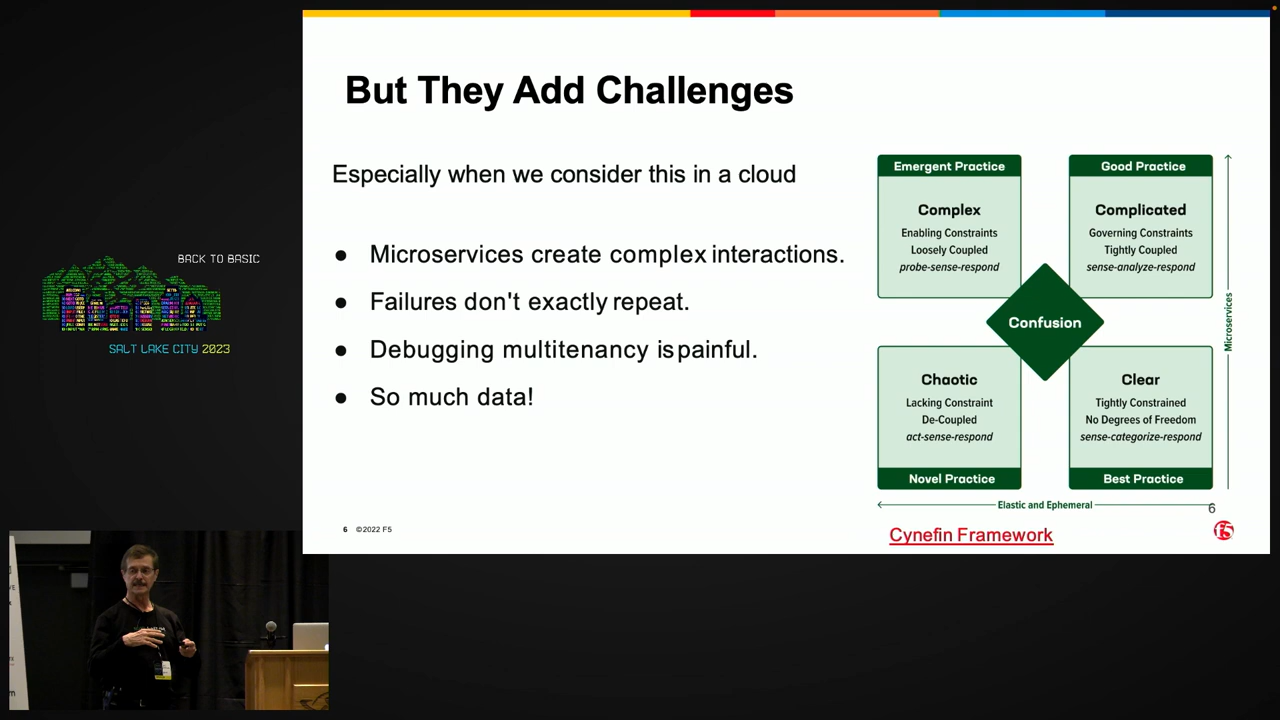 But They Add Challenges
Especially when we consider this in a cloud
● Microservices create complex interactions.
● Failures don't exactly repeat.
● Debugging multitenancy is painful.
● So much data!
Emergent Practice
Complex
Enabling Constraints
Loosely Coupled
probe-sense-respond
Good Practice
Complicated
Governing Constraints
Tightly Coupled
sense-analyze-respond
Confusion
Chaotic
Lacking Constraint
De-Coupled
act-sense-respond
Novel Practice
Clear
Tightly Constrained
No Degrees of Freedom
sense-categorize-respond
Best Practice
Microservices
Elastic and Ephemeral
6
Cynefin Framework
6 ©2022 F5
f5
BACK TO BASIC
SALT LAKE CITY 2023